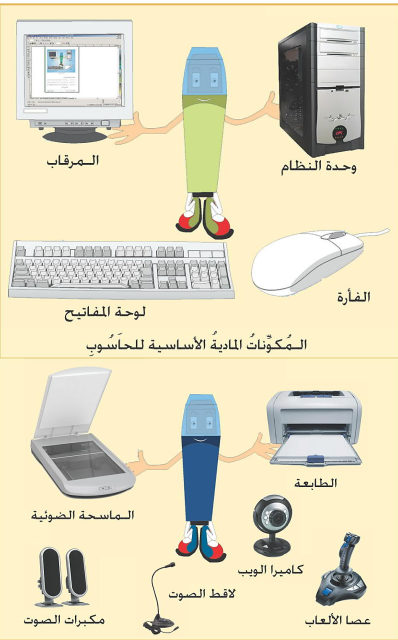 وحدة النظام
المرقاب
الفأرة
لوحة المفاتيح
المُكوِّناتُ الماديةُ الأساسية للحاَسُوبِ
الطابعة
الماسحة الضوئية
كاميرا الويب
لاقط الصوت
عصا الألعاب
مكبرات الصوت